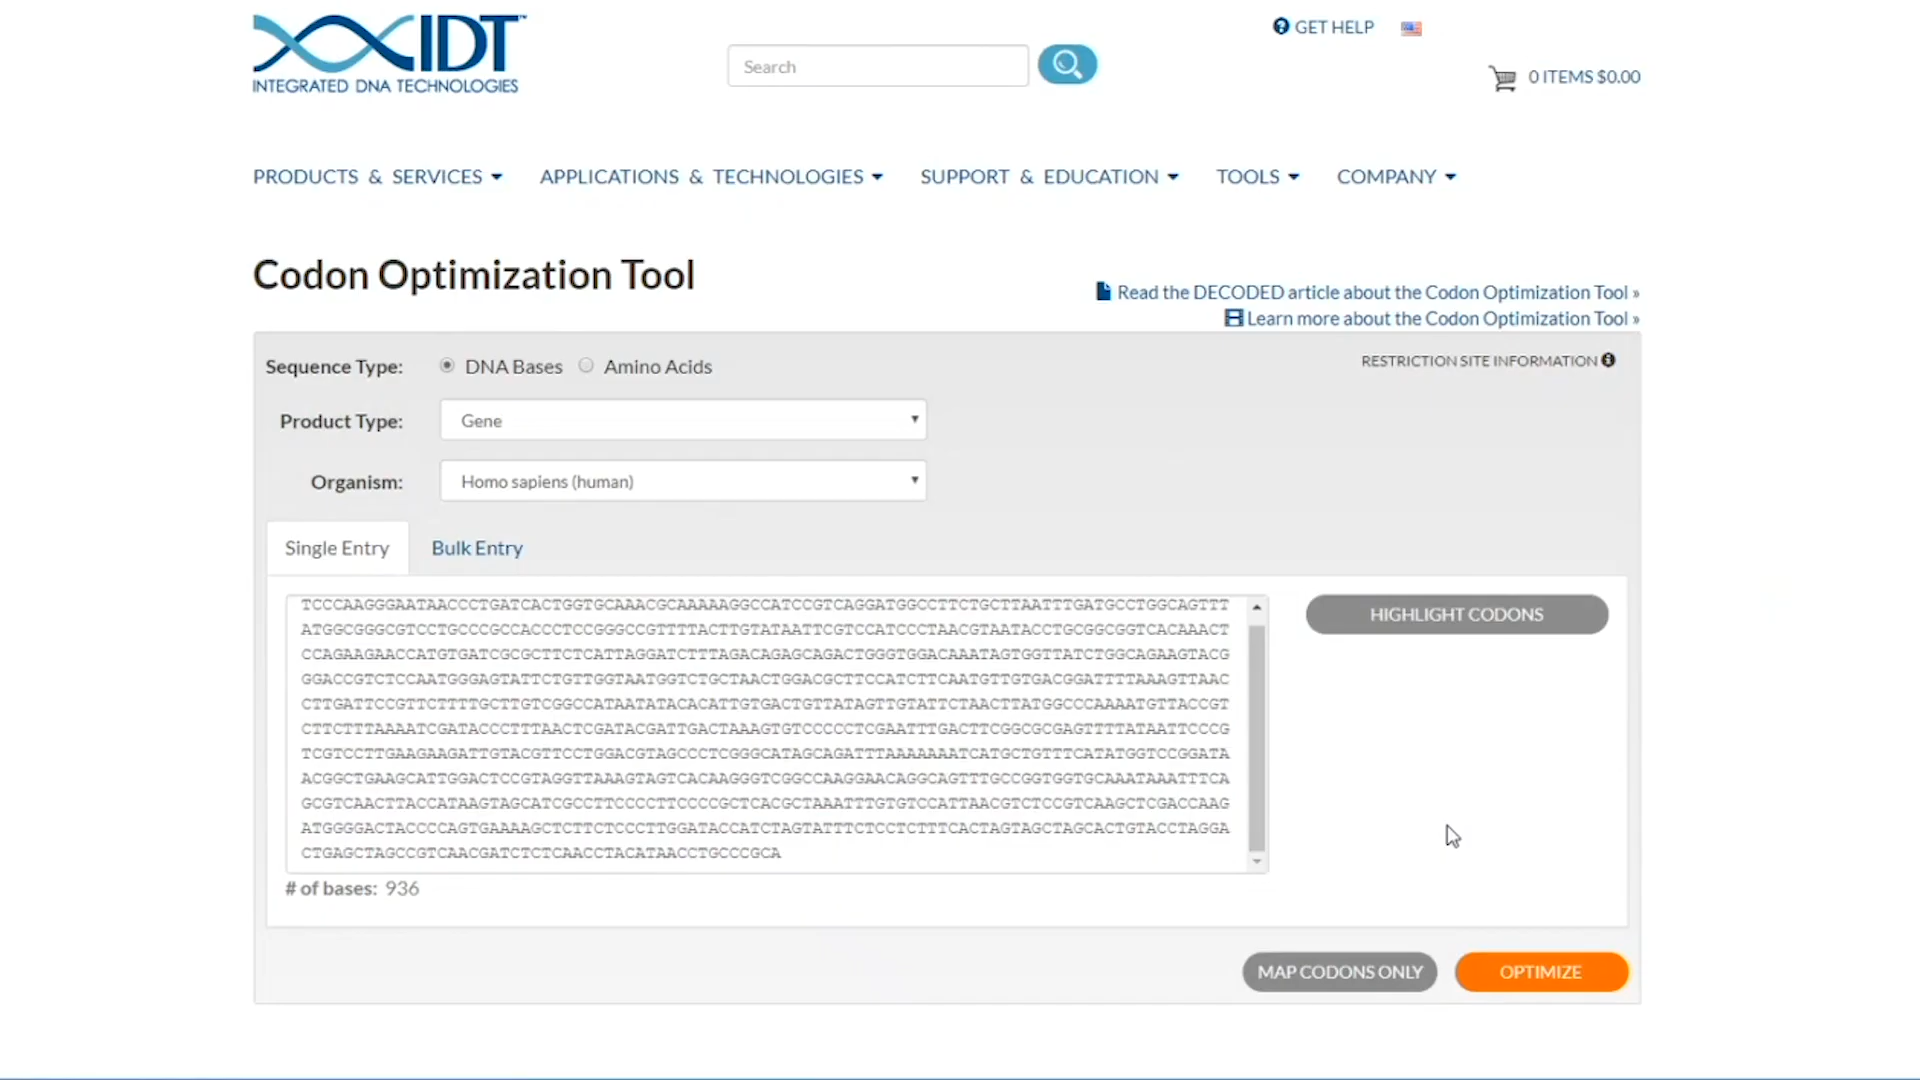 IDT™
INTEGRATED DNA TECHNOLOGIES
Search
GET HELP
0 ITEMS $0.00
PRODUCTS & SERVICES APPLICATIONS & TECHNOLOGIES SUPPORT & EDUCATION TOOLS COMPANY
Codon Optimization Tool
Read the DECODED article about the Codon Optimization Tool »
Learn more about the Codon Optimization Tool »
Sequence Type: DNA Bases Amino Acids
RESTRICTION SITE INFORMATION
Product Type: Gene
Organism: Homo sapiens (human)
Single Entry Bulk Entry
TCCCAAGGGAATAACCCTGATCACTGGTGCAAACGCAAAAAGGCCATCCGTCAGGATGGCCTTCTGCTTAATTTGATGCCTGGCAGTTT
ATGGCGGGCGTCCTGCCCGCCACCCTCCGGGCCGTTTTACTTGTATAATTCGTCCATCCCTAACGTAATACCTGCGGCGGTCACAAACT
CCAGAAGAACCATGTGATCGCGCTTCTCATTAGGATCTTTAGACAGAGCAGACTGGGTGGACAAATAGTGGTTATCTGGCAGAAGTACG
GGACCGTCTCCAATGGGAGTATTCTGTTGGTAATGGTCTGCTAACTGGACGCTTCCATCTTCAATGTTGTGACGGATTTTAAAGTTAAC
CTTGATTCCGTTCTTTTGCTTGTCGGCCATAATATACACATTGTGACTGTTATAGTTGTATTCTAACTTATGGCCCAAAATGTTACCGT
CTTCTTTAAAATCGATACCCTTTAACTCGATACGATTGACTAAAGTGTCCCCCTCGAATTTGACTTCGGCGCGAGTTTTATAATTCCCG
TCGTCCTTGAAGAAGATTGTACGTTCCTGGACGTAGCCCTCGGGCATAGCAGATTTAAAAAAATCATGCTGTTTCATATGGTCCGGATA
ACGGCTGAAGCATTGGACTCCGTAGGTTAAAGTAGTCACAAGGGTCGGCCAAGGAACAGGCAGTTTGCCGGTGGTGCAAATAAATTTCA
GCGTCAACTTACCATAAGTAGCATCGCCTTCCCCTTCCCCGCTCACGCTAAATTTGTGTCCATTAACGTCTCCGTCAAGCTCGACCAAG
ATGGGGACTACCCCAGTGAAAAGCTCTTCTCCCTTGGATACCATCTAGTATTTCTCCTCTTTCACTAGTAGCTAGCACTGTACCTAGGA
CTGAGCTAGCCGTCAACGATCTCTCAACCTACATAACCTGCCCGCA
HIGHLIGHT CODONS
# of bases: 936
MAP CODONS ONLY OPTIMIZE